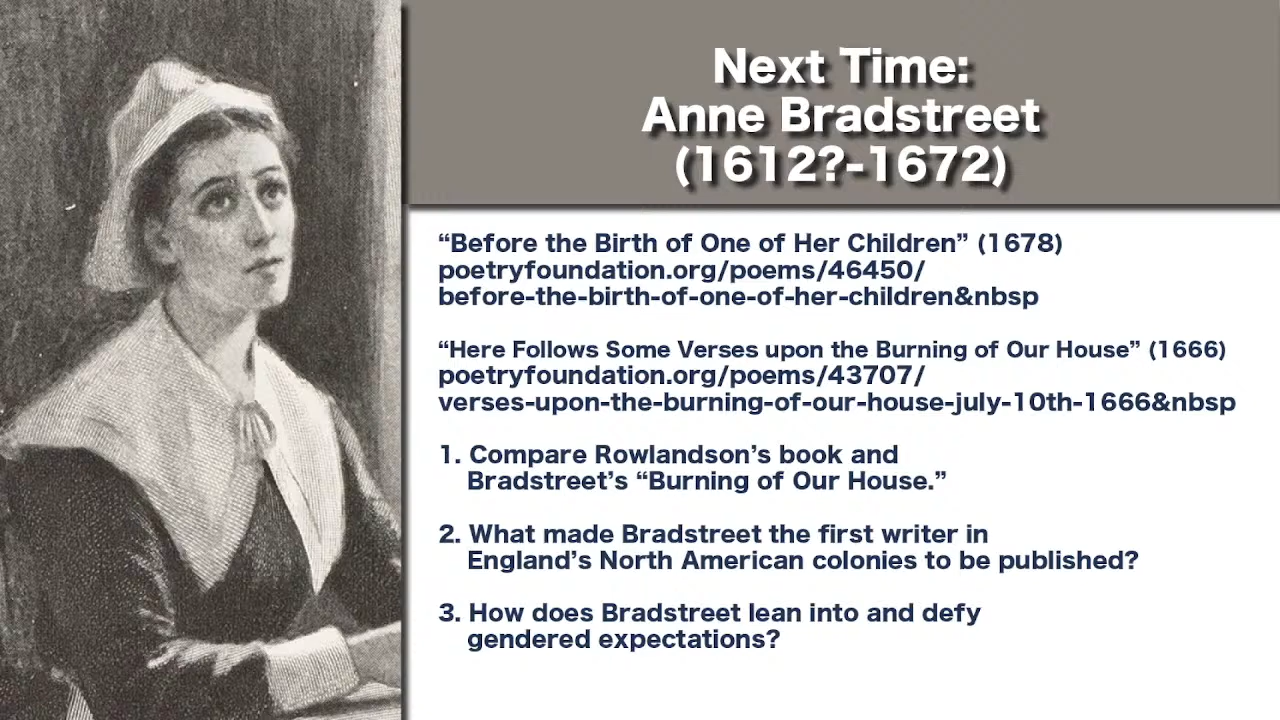 Next Time:
Anne Bradstreet
(1612?-1672)
“Before the Birth of One of Her Children” (1678)
poetryfoundation.org/poems/46450/
before-the-birth-of-one-of-her-children&nbsp
“Here Follows Some Verses upon the Burning of Our House” (1666)
poetryfoundation.org/poems/43707/
verses-upon-the-burning-of-our-house-july-10th-1666&nbsp
1. Compare Rowlandson’s book and
Bradstreet’s “Burning of Our House.”
2. What made Bradstreet the first writer in
England’s North American colonies to be published?
3. How does Bradstreet lean into and defy
gendered expectations?